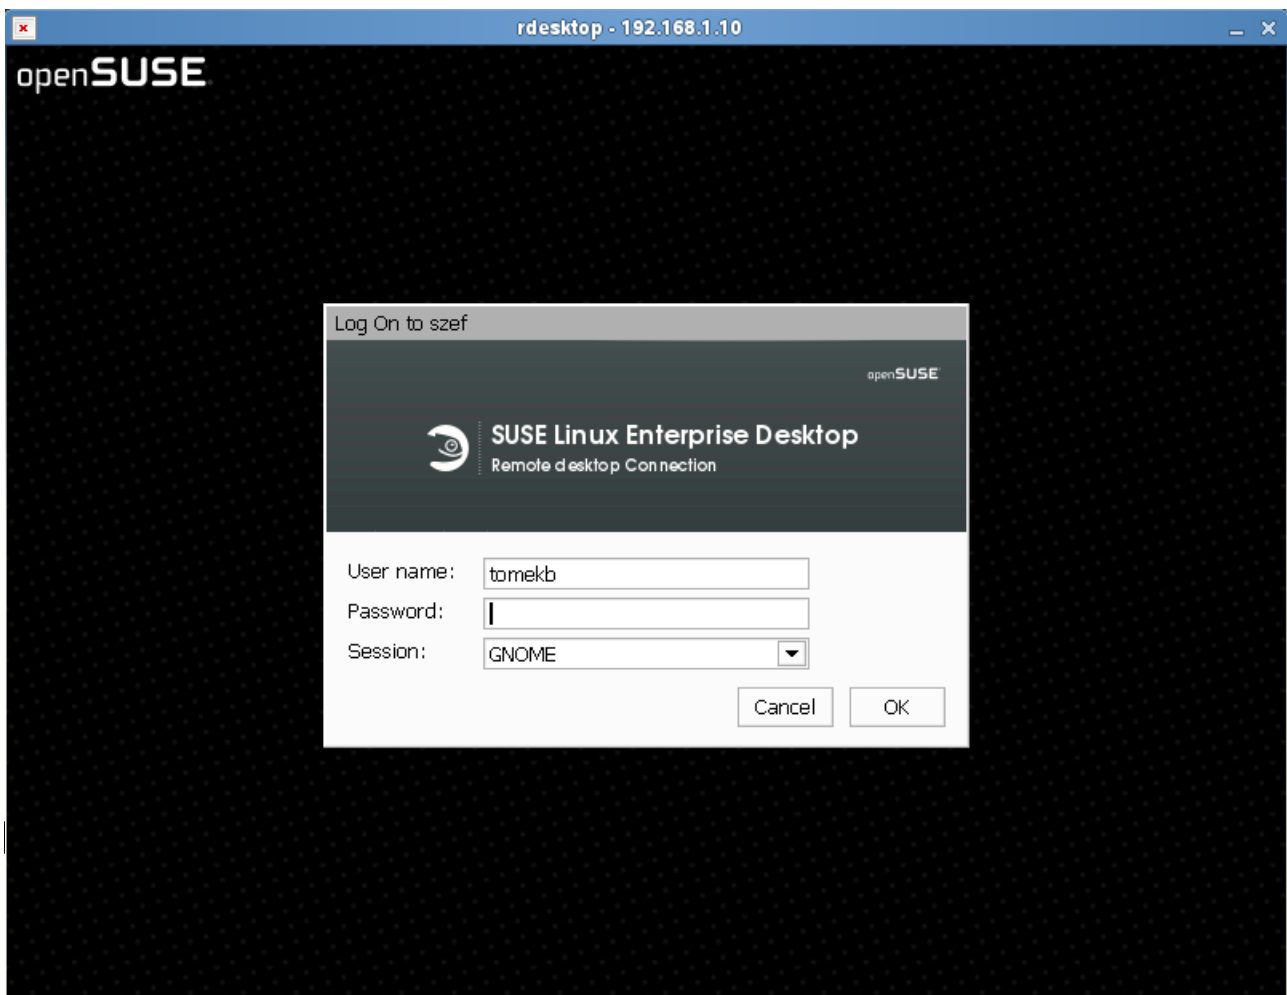 rdesktop - 192.168.1.10
openSUSE
Log On to szef
openSUSE
SUSE Linux Enterprise Desktop
Remote desktop Connection
User name: tomekb
Password:
Session: GNOME
Cancel OK